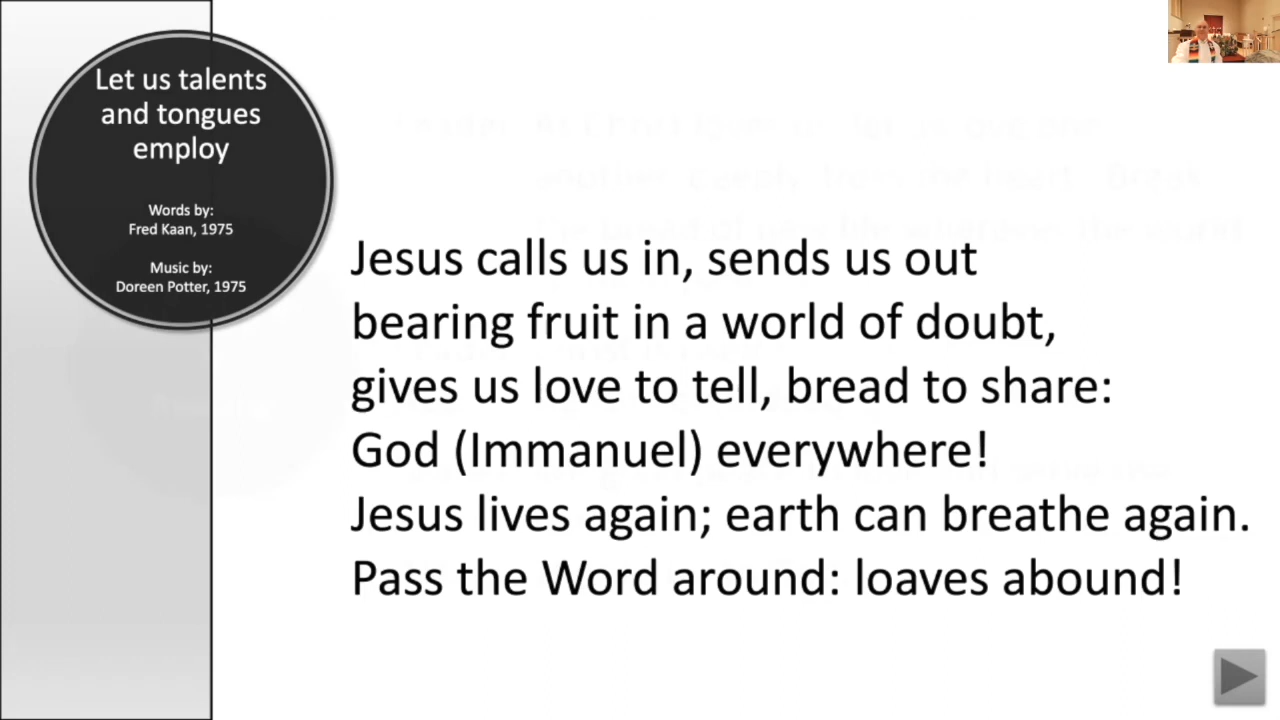 Let us talents
and tongues
employ
Words by:
Fred Kaan, 1975
Music by:
Doreen Potter, 1975
Jesus calls us in, sends us out
bearing fruit in a world of doubt,
gives us love to tell, bread to share:
God (Immanuel) everywhere!
Jesus lives again; earth can breathe again.
Pass the Word around: loaves abound!